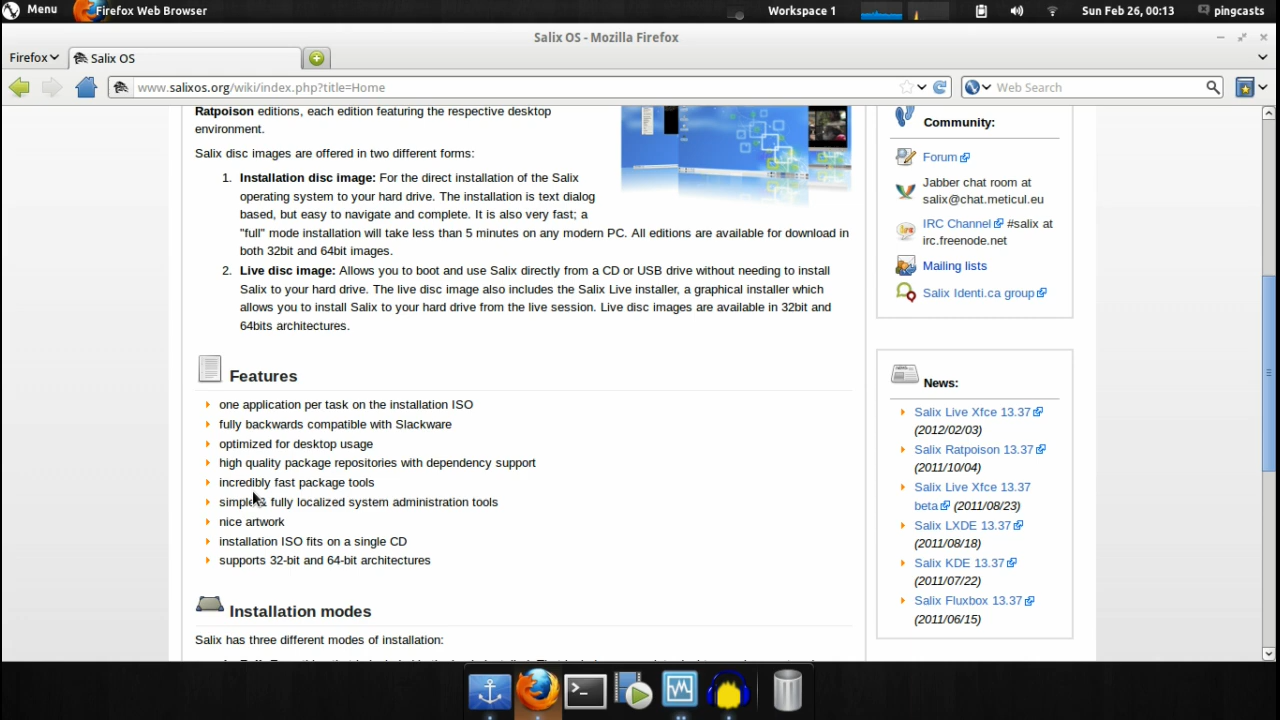 Menu Firefox Web Browser Workspace 1 Sun Feb 26, 00:13 pingcasts
Salix OS - Mozilla Firefox
Firefox Salix OS
www.salixos.org/wiki/index.php?title=Home Web Search
Ratpoison editions, each edition featuring the respective desktop
environment.
Salix disc images are offered in two different forms:
1. Installation disc image: For the direct installation of the Salix
operating system to your hard drive. The installation is text dialog
based, but easy to navigate and complete. It is also very fast; a
"full" mode installation will take less than 5 minutes on any modern PC. All editions are available for download in
both 32bit and 64bit images.
2. Live disc image: Allows you to boot and use Salix directly from a CD or USB drive without needing to install
Salix to your hard drive. The live disc image also includes the Salix Live installer, a graphical installer which
allows you to install Salix to your hard drive from the live session. Live disc images are available in 32bit and
64bits architectures.
Features
one application per task on the installation ISO
fully backwards compatible with Slackware
optimized for desktop usage
high quality package repositories with dependency support
incredibly fast package tools
simple & fully localized system administration tools
nice artwork
installation ISO fits on a single CD
supports 32-bit and 64-bit architectures
Installation modes
Salix has three different modes of installation:
Community:
Forum
Jabber chat room at
salix@chat.meticul.eu
IRC Channel #salix at
irc.freenode.net
Mailing lists
Salix Identi.ca group
News:
Salix Live Xfce 13.37
(2012/02/03)
Salix Ratpoison 13.37
(2011/10/04)
Salix Live Xfce 13.37
beta (2011/08/23)
Salix LXDE 13.37
(2011/08/18)
Salix KDE 13.37
(2011/07/22)
Salix Fluxbox 13.37
(2011/06/15)